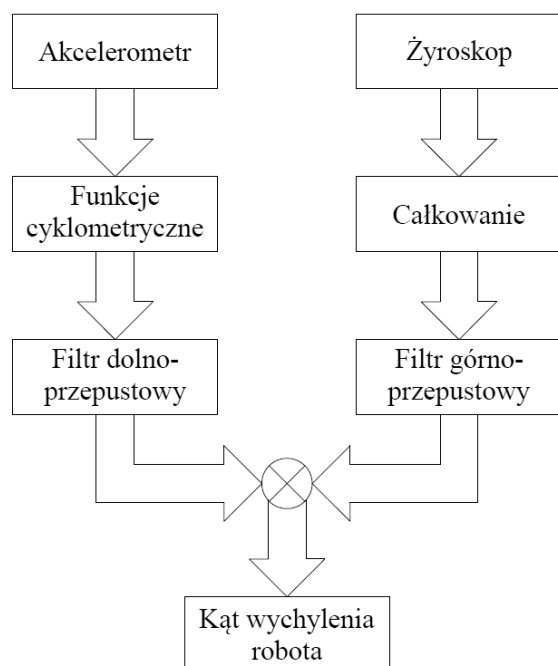 Akcelerometr
Żyroskop
Funkcje
cyklometryczne
Całkowanie
Filtr dolno-
przepustowy
Filtr górno-
przepustowy
Kąt wychylenia
robota